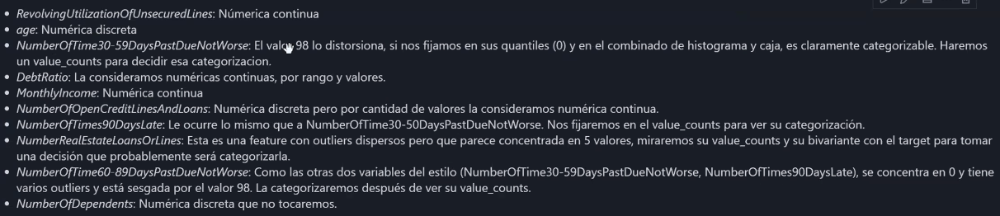 • RevolvingUtilizationOfUnsecuredLines: Númerica continua
• age: Numérica discreta
• NumberOfTime30-59DaysPastDueNotWorse: El valor 98 lo distorsiona, si nos fijamos en sus quantiles (0) y en el combinado de histograma y caja, es claramente categorizable. Haremos
un value_counts para decidir esa categorizacion.
• DebtRatio: La consideramos numéricas continuas, por rango y valores.
• MonthlyIncome: Numérica continua
• NumberOfOpenCreditLinesAndLoans: Numérica discreta pero por cantidad de valores la consideramos numérica continua.
• NumberOfTimes90DaysLate: Le ocurre lo mismo que a NumberOfTime30-50DaysPastDueNotWorse. Nos fijaremos en el value_counts para ver su categorización.
• NumberRealEstateLoansOrLines: Esta es una feature con outliers dispersos pero que parece concentrada en 5 valores, miraremos su value_counts y su bivariante con el target para tomar
una decisión que probablemente será categorizarla.
• NumberOfTime60-89DaysPastDueNotWorse: Como las otras dos variables del estilo (NumberOfTime30-59DaysPastDueNotWorse, NumberOfTimes90DaysLate), se concentra en 0 y tiene
varios outliers y está sesgada por el valor 98. La categorizaremos después de ver su value_counts.
• NumberOfDependents: Numérica discreta que no tocaremos.